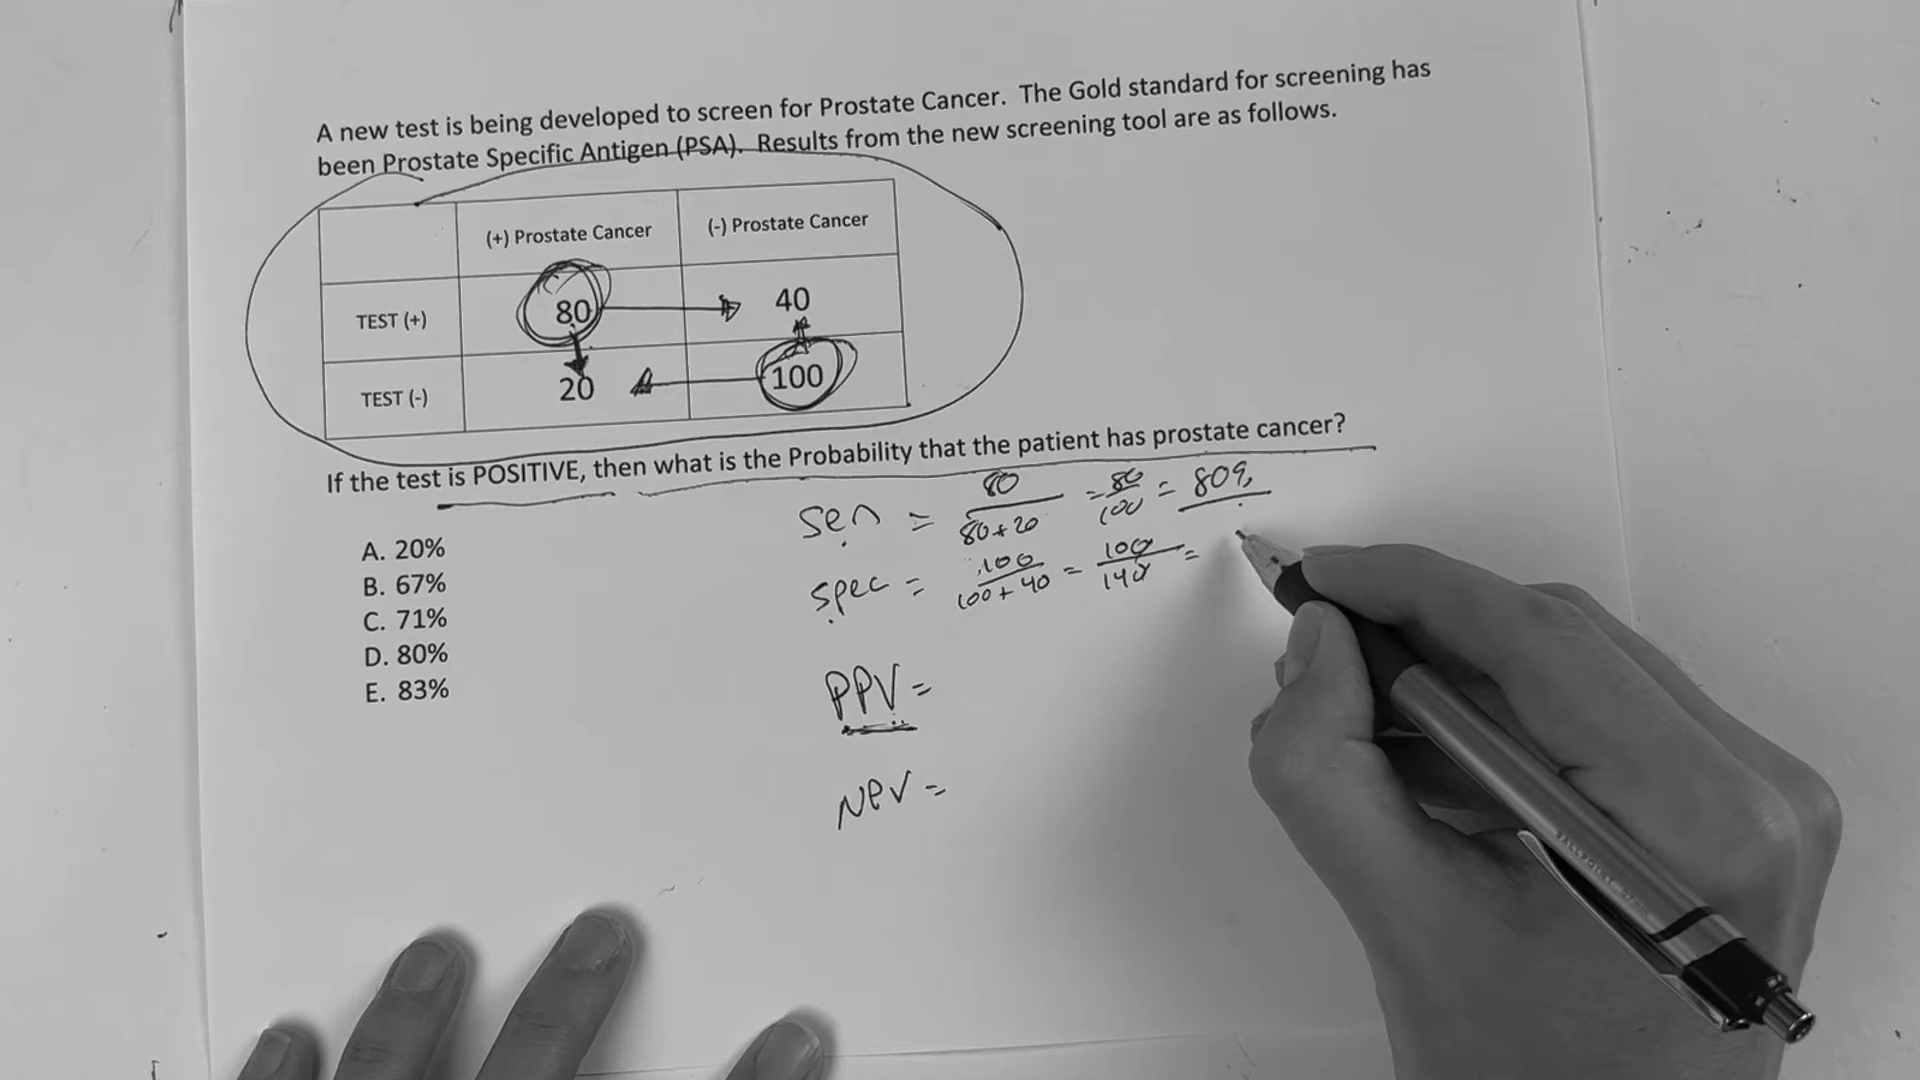 A new test is being developed to screen for Prostate Cancer. The Gold standard for screening has
been Prostate Specific Antigen (PSA). Results from the new screening tool are as follows.
(+) Prostate Cancer (-) Prostate Cancer
TEST (+) 80 40
TEST (-) 20 100
If the test is POSITIVE, then what is the Probability that the patient has prostate cancer?
A. 20%
B. 67%
C. 71%
D. 80%
E. 83%
sen = 80 / 80+20 = 80 / 100 = 80%
spec = 100 / 100+40 = 100 / 140 =
PPV =
NPV =